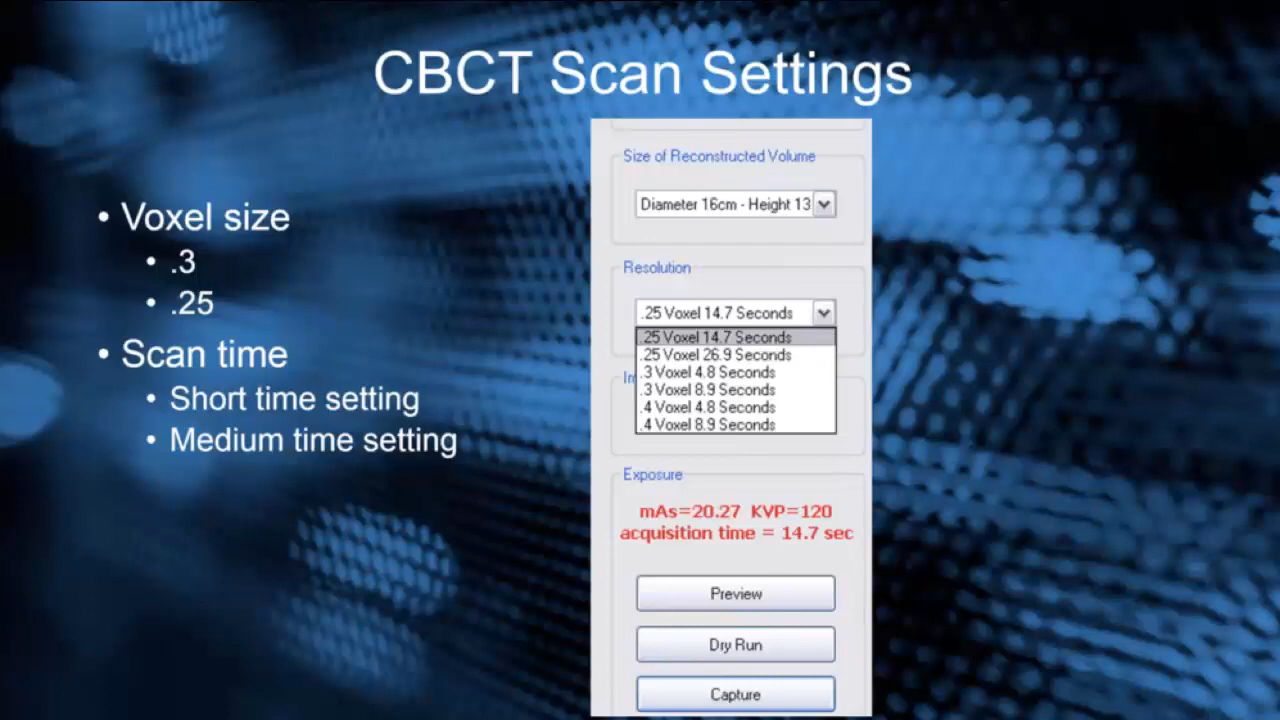 CBCT Scan Settings
• Voxel size
• .3
• .25
• Scan time
• Short time setting
• Medium time setting
Size of Reconstructed Volume
Diameter 16cm - Height 13
Resolution
.25 Voxel 14.7 Seconds
.25 Voxel 14.7 Seconds
.25 Voxel 26.9 Seconds
.3 Voxel 4.8 Seconds
.3 Voxel 8.9 Seconds
.4 Voxel 4.8 Seconds
.4 Voxel 8.9 Seconds
Exposure
mAs=20.27 KVP=120
acquisition time = 14.7 sec
Preview
Dry Run
Capture